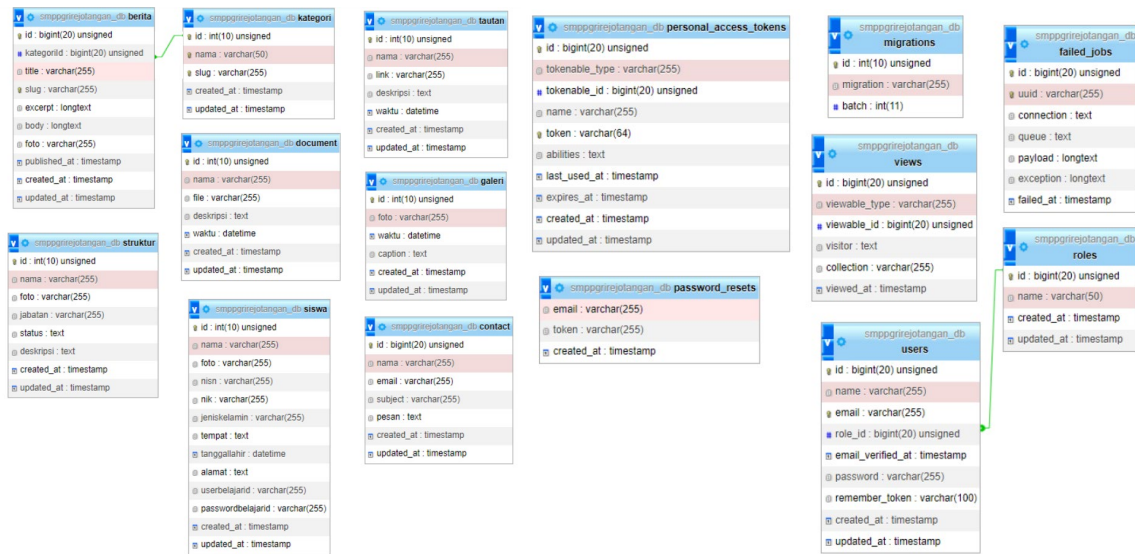 smppgrirejotangan_db berita
id : bigint(20) unsigned
kategoriId : bigint(20) unsigned
title : varchar(255)
slug : varchar(255)
excerpt : longtext
body : longtext
foto : varchar(255)
published_at : timestamp
created_at : timestamp
updated_at : timestamp
smppgrirejotangan_db kategori
id : int(10) unsigned
nama : varchar(50)
slug : varchar(255)
created_at : timestamp
updated_at : timestamp
smppgrirejotangan_db tautan
id : int(10) unsigned
nama : varchar(255)
link : varchar(255)
deskripsi : text
waktu : datetime
created_at : timestamp
updated_at : timestamp
smppgrirejotangan_db personal_access_tokens
id : bigint(20) unsigned
tokenable_type : varchar(255)
tokenable_id : bigint(20) unsigned
name : varchar(255)
token : varchar(64)
abilities : text
last_used_at : timestamp
expires_at : timestamp
created_at : timestamp
updated_at : timestamp
smppgrirejotangan_db
migrations
id : int(10) unsigned
migration : varchar(255)
batch : int(11)
smppgrirejotangan_db
failed_jobs
id : bigint(20) unsigned
uuid : varchar(255)
connection : text
queue : text
payload : longtext
exception : longtext
failed_at : timestamp
smppgrirejotangan_db document
id : int(10) unsigned
nama : varchar(255)
file : varchar(255)
deskripsi : text
waktu : datetime
created_at : timestamp
updated_at : timestamp
smppgrirejotangan_db galeri
id : int(10) unsigned
foto : varchar(255)
waktu : datetime
caption : text
created_at : timestamp
updated_at : timestamp
smppgrirejotangan_db
views
id : bigint(20) unsigned
viewable_type : varchar(255)
viewable_id : bigint(20) unsigned
visitor : text
collection : varchar(255)
viewed_at : timestamp
smppgrirejotangan_db struktur
id : int(10) unsigned
nama : varchar(255)
foto : varchar(255)
jabatan : varchar(255)
status : text
deskripsi : text
created_at : timestamp
updated_at : timestamp
smppgrirejotangan_db siswa
id : int(10) unsigned
nama : varchar(255)
foto : varchar(255)
nisn : varchar(255)
nik : varchar(255)
jeniskelamin : varchar(255)
tempat : text
tanggallahir : datetime
alamat : text
userbelajarid : varchar(255)
passwordbelajarid : varchar(255)
created_at : timestamp
updated_at : timestamp
smppgrirejotangan_db contact
id : bigint(20) unsigned
nama : varchar(255)
email : varchar(255)
subject : varchar(255)
pesan : text
created_at : timestamp
updated_at : timestamp
smppgrirejotangan_db password_resets
email : varchar(255)
token : varchar(255)
created_at : timestamp
smppgrirejotangan_db
roles
id : bigint(20) unsigned
name : varchar(50)
created_at : timestamp
updated_at : timestamp
smppgrirejotangan_db
users
id : bigint(20) unsigned
name : varchar(255)
email : varchar(255)
role_id : bigint(20) unsigned
email_verified_at : timestamp
password : varchar(255)
remember_token : varchar(100)
created_at : timestamp
updated_at : timestamp